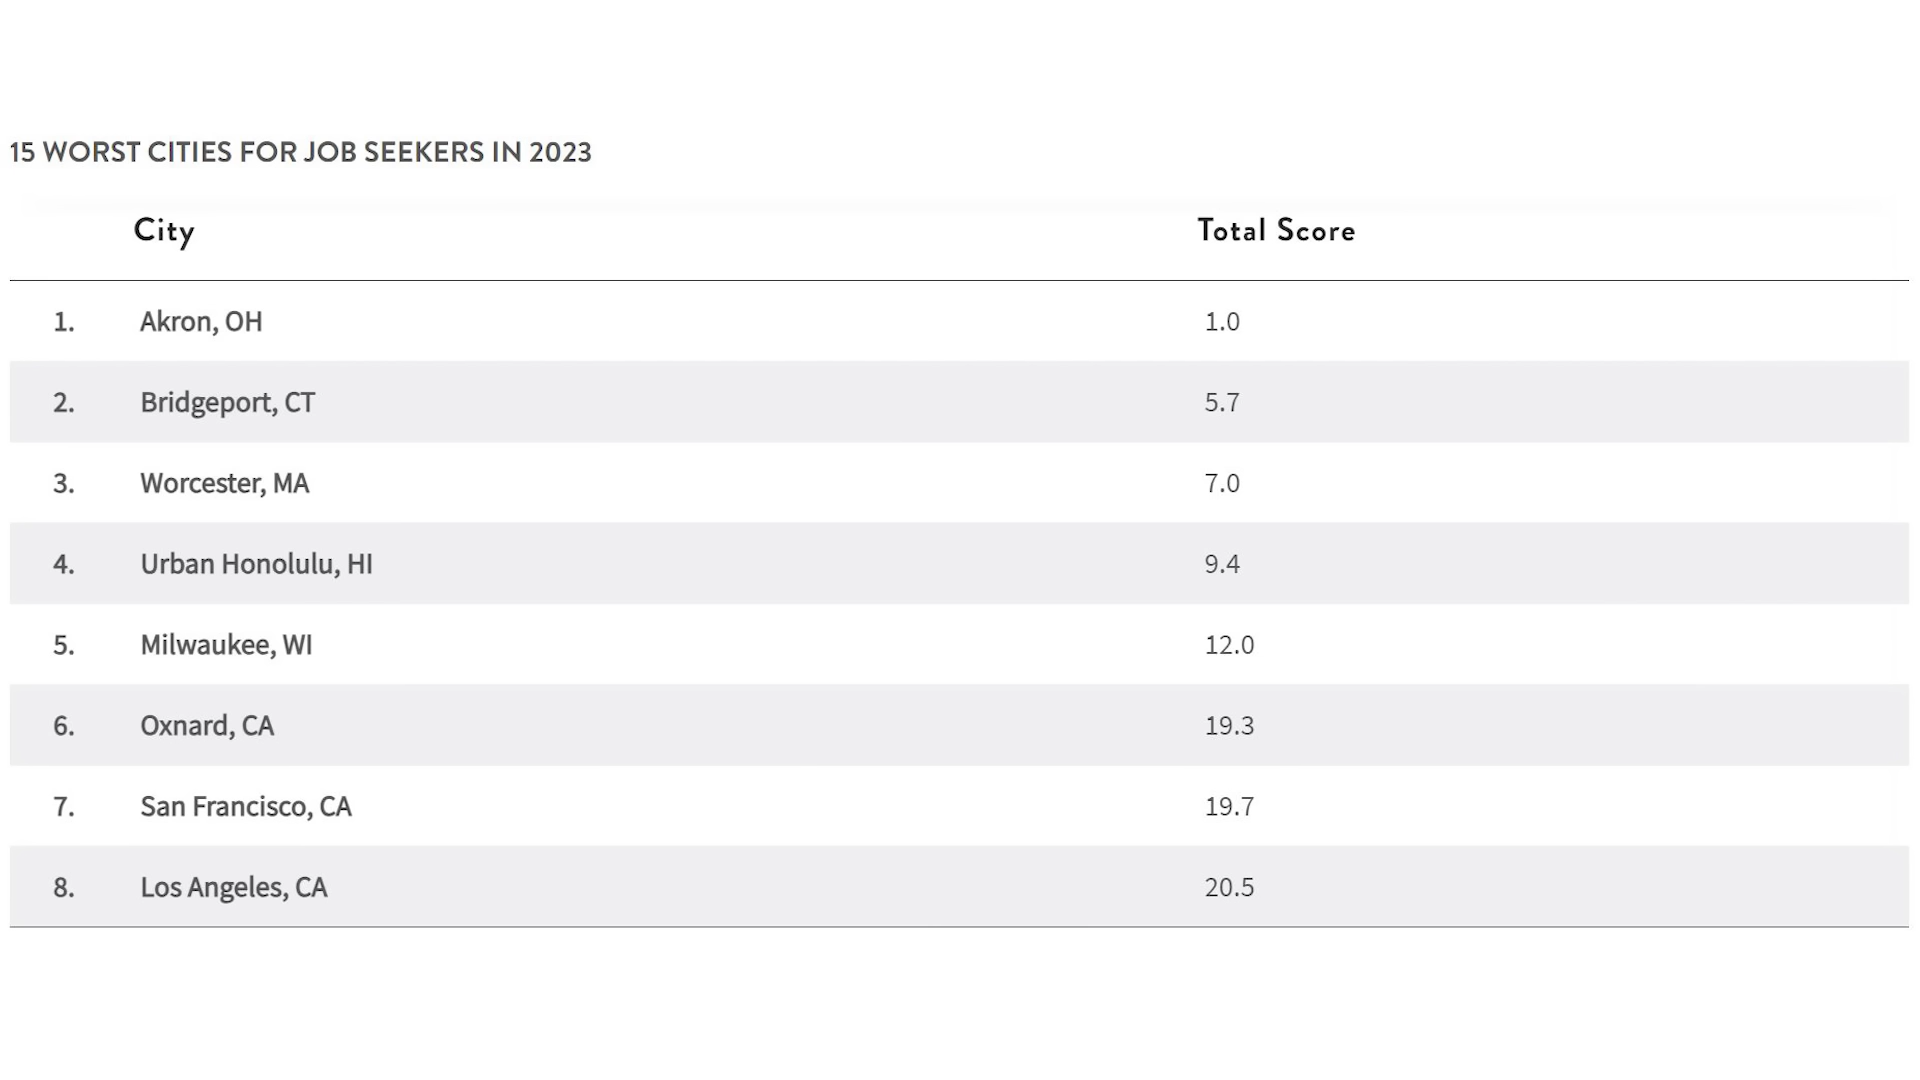 15 WORST CITIES FOR JOB SEEKERS IN 2023
City Total Score
1. Akron, OH 1.0
2. Bridgeport, CT 5.7
3. Worcester, MA 7.0
4. Urban Honolulu, HI 9.4
5. Milwaukee, WI 12.0
6. Oxnard, CA 19.3
7. San Francisco, CA 19.7
8. Los Angeles, CA 20.5